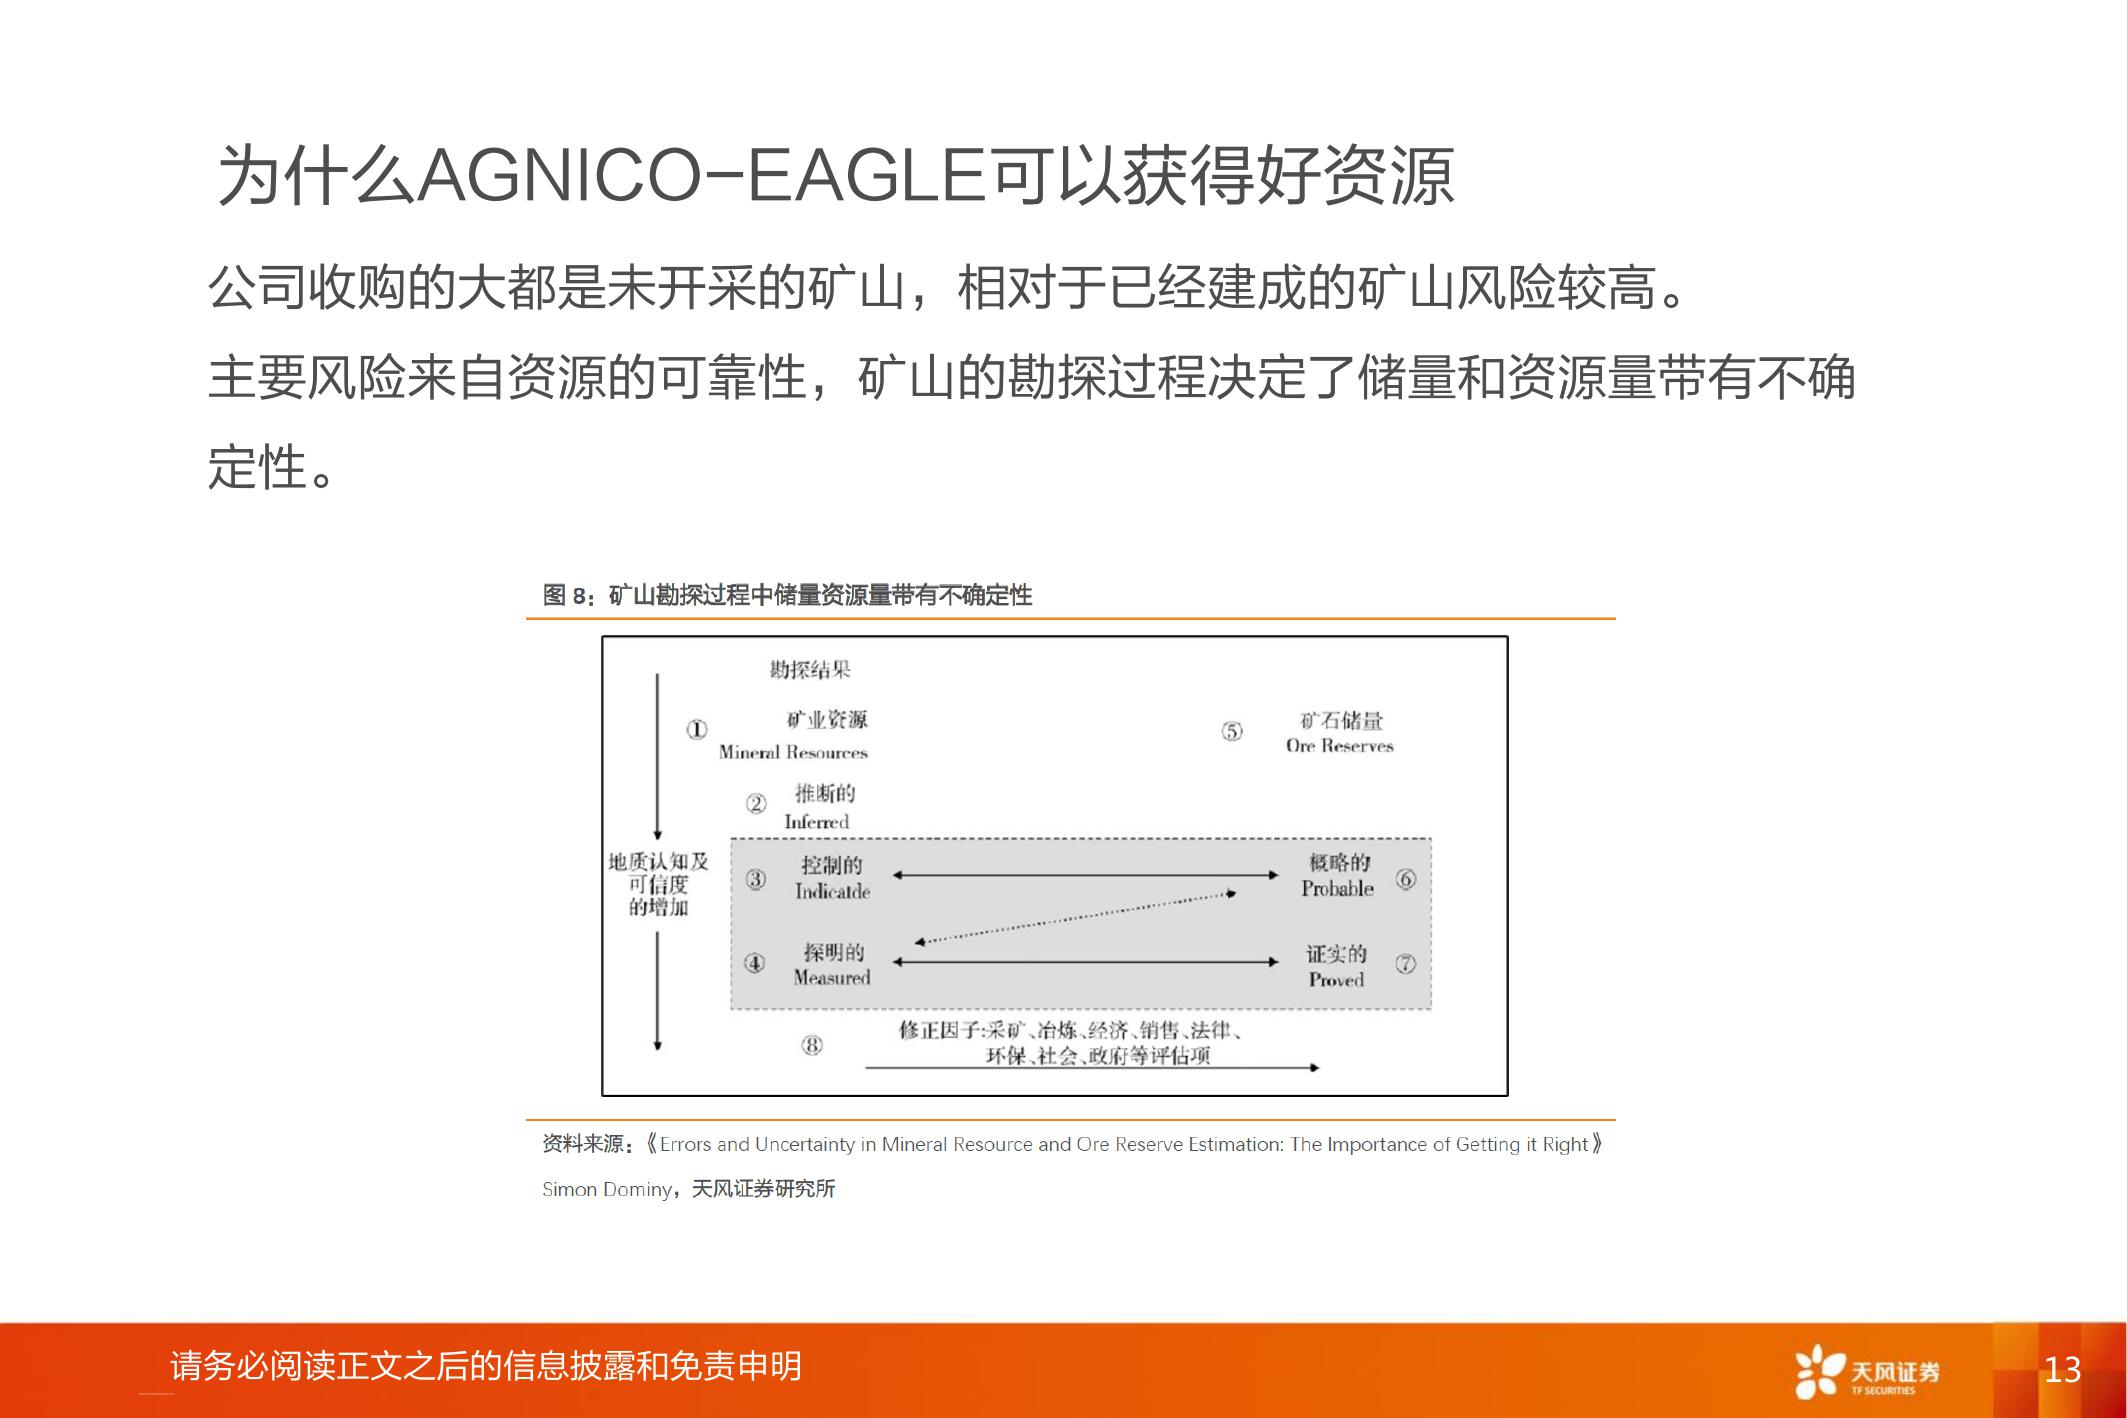 为什么AGNICO-EAGLE可以获得好资源
公司收购的大都是未开采的矿山，相对于已经建成的矿山风险较高。
主要风险来自资源的可靠性，矿山的勘探过程决定了储量和资源量带有不确
定性。
图 8：矿山勘探过程中储量资源量带有不确定性
勘探结果
① 矿业资源
Mineral Resources
⑤ 矿石储量
Ore Reserves
② 推断的
Inferred
地质认知及
可信度
的增加
③ 控制的
Indicatde
概略的 ⑥
Probable
④ 探明的
Measured
证实的 ⑦
Proved
⑧ 修正因子:采矿、冶炼、经济、销售、法律、
环保、社会、政府等评估项
资料来源：《Errors and Uncertainty in Mineral Resource and Ore Reserve Estimation: The Importance of Getting it Right》
Simon Dominy，天风证券研究所
请务必阅读正文之后的信息披露和免责申明
天风证券
TF SECURITIES
13